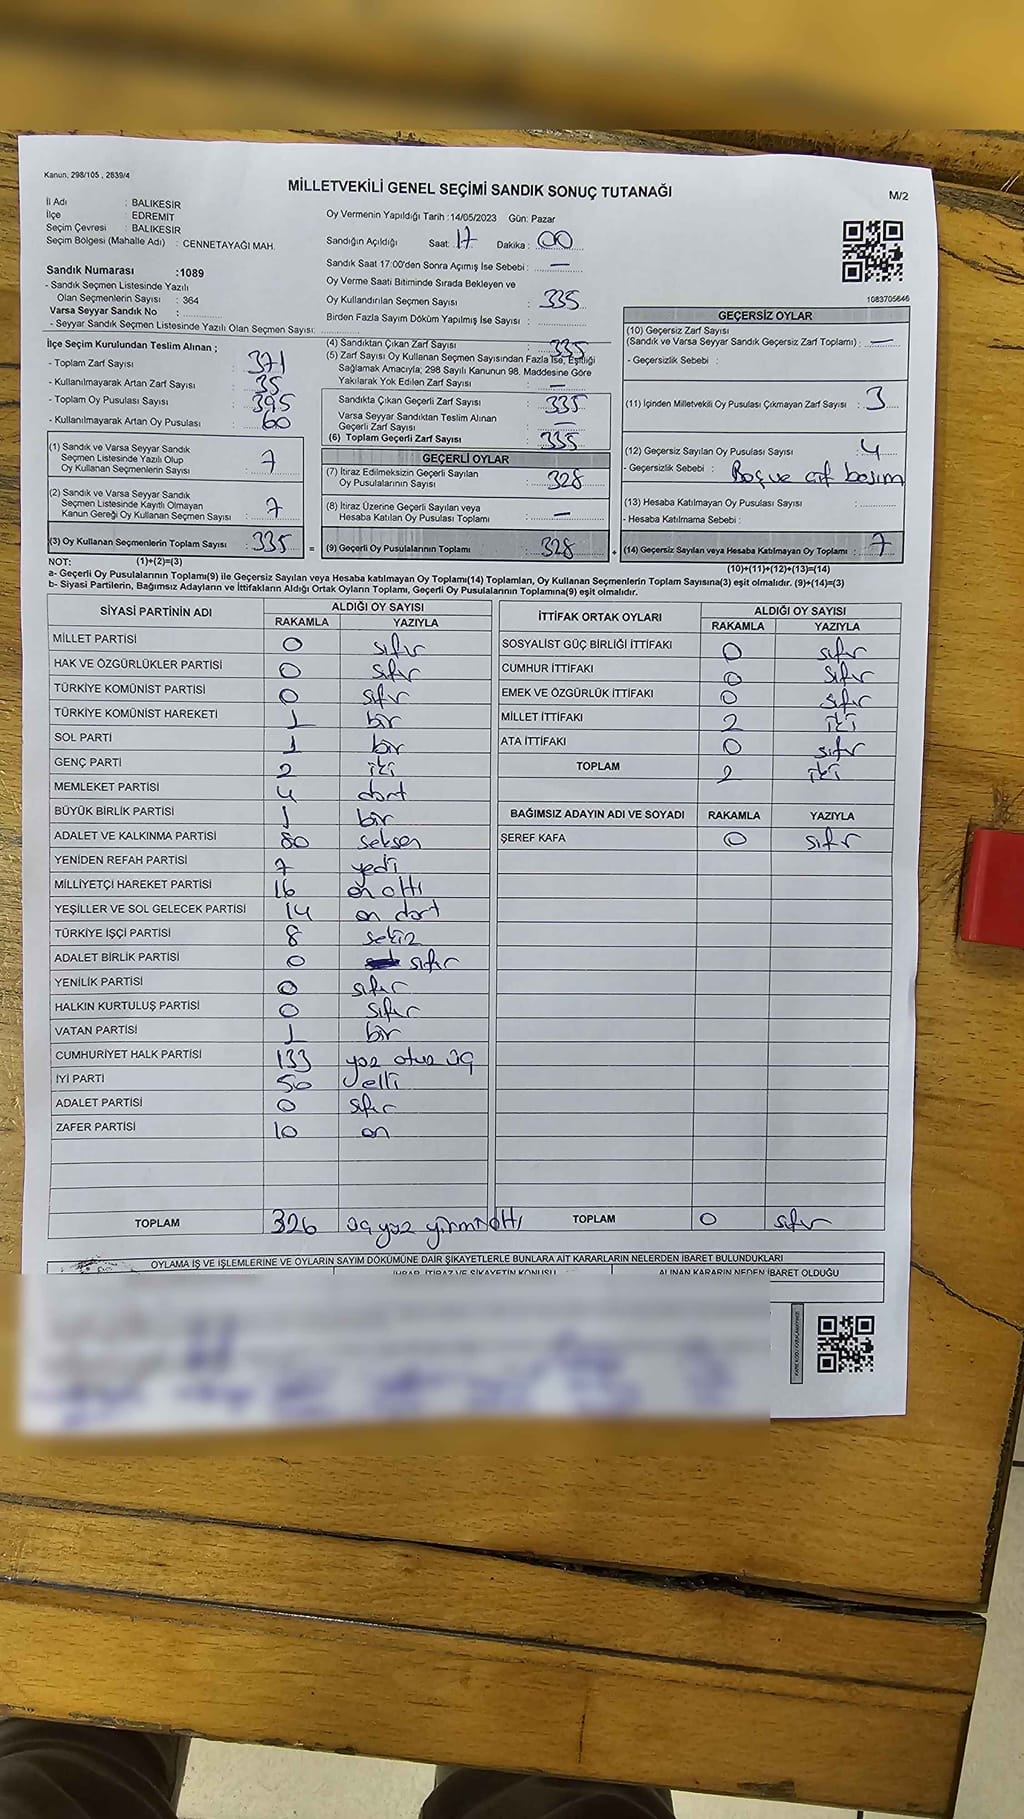 Kanun, 298/105 , 2839/4
MİLLETVEKİLİ GENEL SEÇİMİ SANDIK SONUÇ TUTANAĞI
M/2
İl Adı : BALIKESİR
İlçe : EDREMİT
Seçim Çevresi : BALIKESİR
Seçim Bölgesi (Mahalle Adı) : CENNETAYAĞI MAH.
Oy Vermenin Yapıldığı Tarih :14/05/2023 Gün: Pazar
Sandığın Açıldığı Saat: 17 Dakika : 00
Sandık Saat 17:00'den Sonra Açımış İse Sebebi : —
Oy Verme Saati Bitiminde Sırada Bekleyen ve
Oy Kullandırılan Seçmen Sayısı : 335
Birden Fazla Sayım Döküm Yapılmış İse Sayısı :
Sandık Numarası :1089
- Sandık Seçmen Listesinde Yazılı
Olan Seçmenlerin Sayısı : 364
Varsa Seyyar Sandık No :
- Seyyar Sandık Seçmen Listesinde Yazılı Olan Seçmen Sayısı:
1083705646
İlçe Seçim Kurulundan Teslim Alınan ;
- Toplam Zarf Sayısı : 371
- Kullanılmayarak Artan Zarf Sayısı : 35
- Toplam Oy Pusulası Sayısı : 395
- Kullanılmayarak Artan Oy Pusulası : 60
(1) Sandık ve Varsa Seyyar Sandık
Seçmen Listesinde Yazılı Olup
Oy Kullanan Seçmenlerin Sayısı : 7
(2) Sandık ve Varsa Seyyar Sandık
Seçmen Listesinde Kayıtlı Olmayan
Kanun Gereği Oy Kullanan Seçmen Sayısı : 7
(3) Oy Kullanan Seçmenlerin Toplam Sayısı : 335 =
(4) Sandıktan Çıkan Zarf Sayısı : 335
(5) Zarf Sayısı Oy Kullanan Seçmen Sayısından Fazla İse, Eşitliği
Sağlamak Amacıyla; 298 Sayılı Kanunun 98. Maddesine Göre
Yakılarak Yok Edilen Zarf Sayısı : —
Sandıkta Çıkan Geçerli Zarf Sayısı : 335
Varsa Seyyar Sandıktan Teslim Alınan
Geçerli Zarf Sayısı : —
(6) Toplam Geçerli Zarf Sayısı : 335
GEÇERLİ OYLAR
(7) İtiraz Edilmeksizin Geçerli Sayılan
Oy Pusulalarının Sayısı : 328
(8) İtiraz Üzerine Geçerli Sayılan veya
Hesaba Katılan Oy Pusulası Toplamı : —
(9) Geçerli Oy Pusulalarının Toplamı : 328 +
GEÇERSİZ OYLAR
(10) Geçersiz Zarf Sayısı
(Sandık ve Varsa Seyyar Sandık Geçersiz Zarf Toplamı) : —
- Geçersizlik Sebebi :
(11) İçinden Milletvekili Oy Pusulası Çıkmayan Zarf Sayısı : 3
(12) Geçersiz Sayılan Oy Pusulası Sayısı : 4
- Geçersizlik Sebebi : Boş ve çift basım
(13) Hesaba Katılmayan Oy Pusulası Sayısı :
- Hesaba Katılmama Sebebi :
(14) Geçersiz Sayılan veya Hesaba Katılmayan Oy Toplamı : 7
NOT: (1)+(2)=(3)
(10)+(11)+(12)+(13)=(14)
a- Geçerli Oy Pusulalarının Toplamı(9) ile Geçersiz Sayılan veya Hesaba katılmayan Oy Toplamı(14) Toplamları, Oy Kullanan Seçmenlerin Toplam Sayısına(3) eşit olmalıdır. (9)+(14)=(3)
b- Siyasi Partilerin, Bağımsız Adayların ve İttifakların Aldığı Ortak Oyların Toplamı, Geçerli Oy Pusulalarının Toplamına(9) eşit olmalıdır.
SİYASİ PARTİNİN ADI ALDIĞI OY SAYISI
RAKAMLA YAZIYLA
MİLLET PARTİSİ 0 sıfır
HAK VE ÖZGÜRLÜKLER PARTİSİ 0 sıfır
TÜRKİYE KOMÜNİST PARTİSİ 0 sıfır
TÜRKİYE KOMÜNİST HAREKETİ 1 bir
SOL PARTİ 1 bir
GENÇ PARTİ 2 iki
MEMLEKET PARTİSİ 4 dört
BÜYÜK BİRLİK PARTİSİ 1 bir
ADALET VE KALKINMA PARTİSİ 80 seksen
YENİDEN REFAH PARTİSİ 7 yedi
MİLLİYETÇİ HAREKET PARTİSİ 16 on altı
YEŞİLLER VE SOL GELECEK PARTİSİ 14 on dört
TÜRKİYE İŞÇİ PARTİSİ 8 sekiz
ADALET BİRLİK PARTİSİ 0 sıfır
YENİLİK PARTİSİ 0 sıfır
HALKIN KURTULUŞ PARTİSİ 0 sıfır
VATAN PARTİSİ 1 bir
CUMHURİYET HALK PARTİSİ 133 yüz otuz üç
İYİ PARTİ 50 elli
ADALET PARTİSİ 0 sıfır
ZAFER PARTİSİ 10 on
TOPLAM 326 üç yüz yirmi altı
İTTİFAK ORTAK OYLARI ALDIĞI OY SAYISI
RAKAMLA YAZIYLA
SOSYALİST GÜÇ BİRLİĞİ İTTİFAKI 0 sıfır
CUMHUR İTTİFAKI 0 sıfır
EMEK VE ÖZGÜRLÜK İTTİFAKI 0 sıfır
MİLLET İTTİFAKI 2 iki
ATA İTTİFAKI 0 sıfır
TOPLAM 2 iki
BAĞIMSIZ ADAYIN ADI VE SOYADI RAKAMLA YAZIYLA
ŞEREF KAFA 0 sıfır
TOPLAM 0 sıfır
OYLAMA İŞ VE İŞLEMLERİNE VE OYLARIN SAYIM DÖKÜMÜNE DAİR ŞİKAYETLERLE BUNLARA AİT KARARLARIN NELERDEN İBARET BULUNDUKLARI
İHBAR, İTİRAZ VE ŞİKAYETİN KONUSU ALINAN KARARIN NEDEN İBARET OLDUĞU